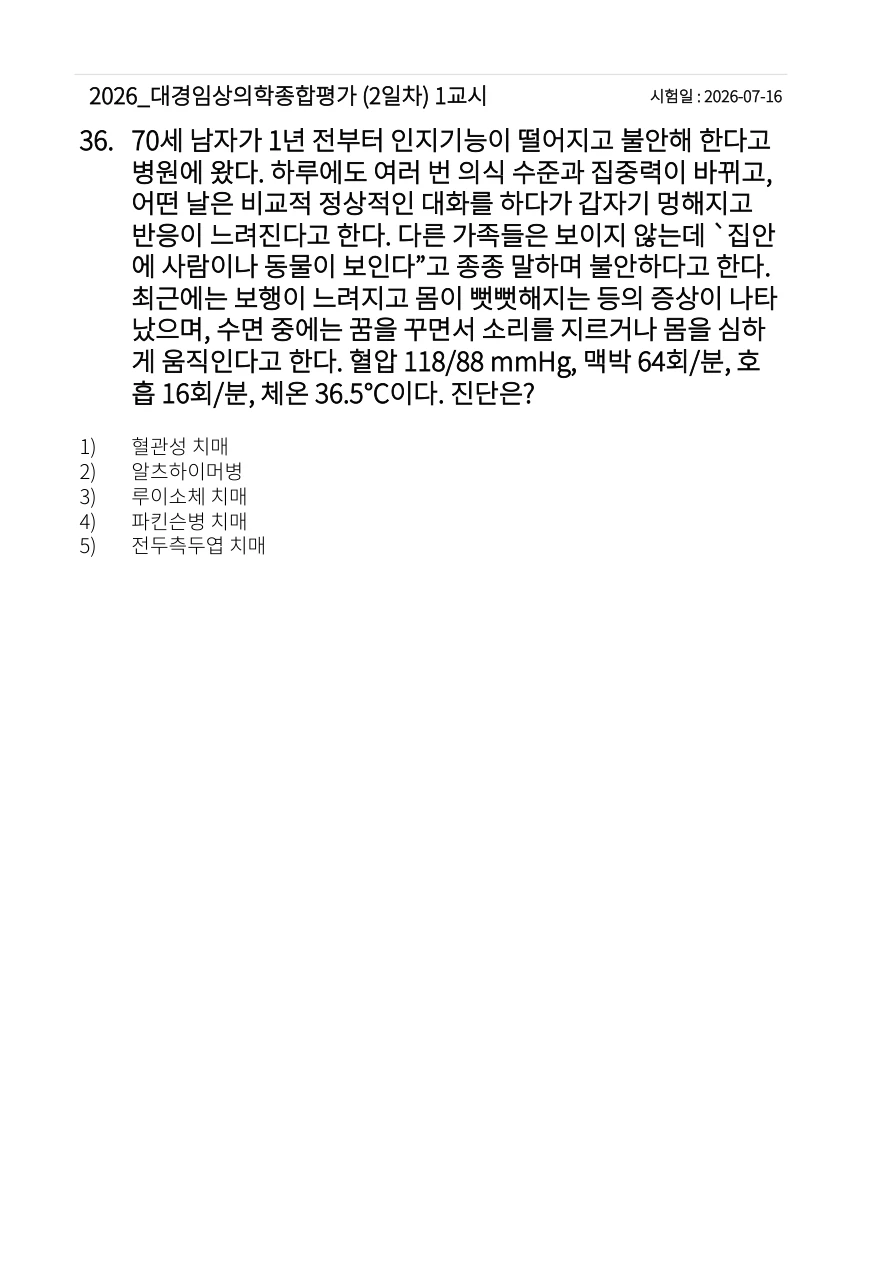 2026_대경임상의학종합평가 (2일차) 1교시
시험일 : 2026-07-16
36. 70세 남자가 1년 전부터 인지기능이 떨어지고 불안해 한다고
병원에 왔다. 하루에도 여러 번 의식 수준과 집중력이 바뀌고,
어떤 날은 비교적 정상적인 대화를 하다가 갑자기 멍해지고
반응이 느려진다고 한다. 다른 가족들은 보이지 않는데 `집안
에 사람이나 동물이 보인다”고 종종 말하며 불안하다고 한다.
최근에는 보행이 느려지고 몸이 뻣뻣해지는 등의 증상이 나타
났으며, 수면 중에는 꿈을 꾸면서 소리를 지르거나 몸을 심하
게 움직인다고 한다. 혈압 118/88 mmHg, 맥박 64회/분, 호
흡 16회/분, 체온 36.5℃이다. 진단은?
1) 혈관성 치매
2) 알츠하이머병
3) 루이소체 치매
4) 파킨슨병 치매
5) 전두측두엽 치매